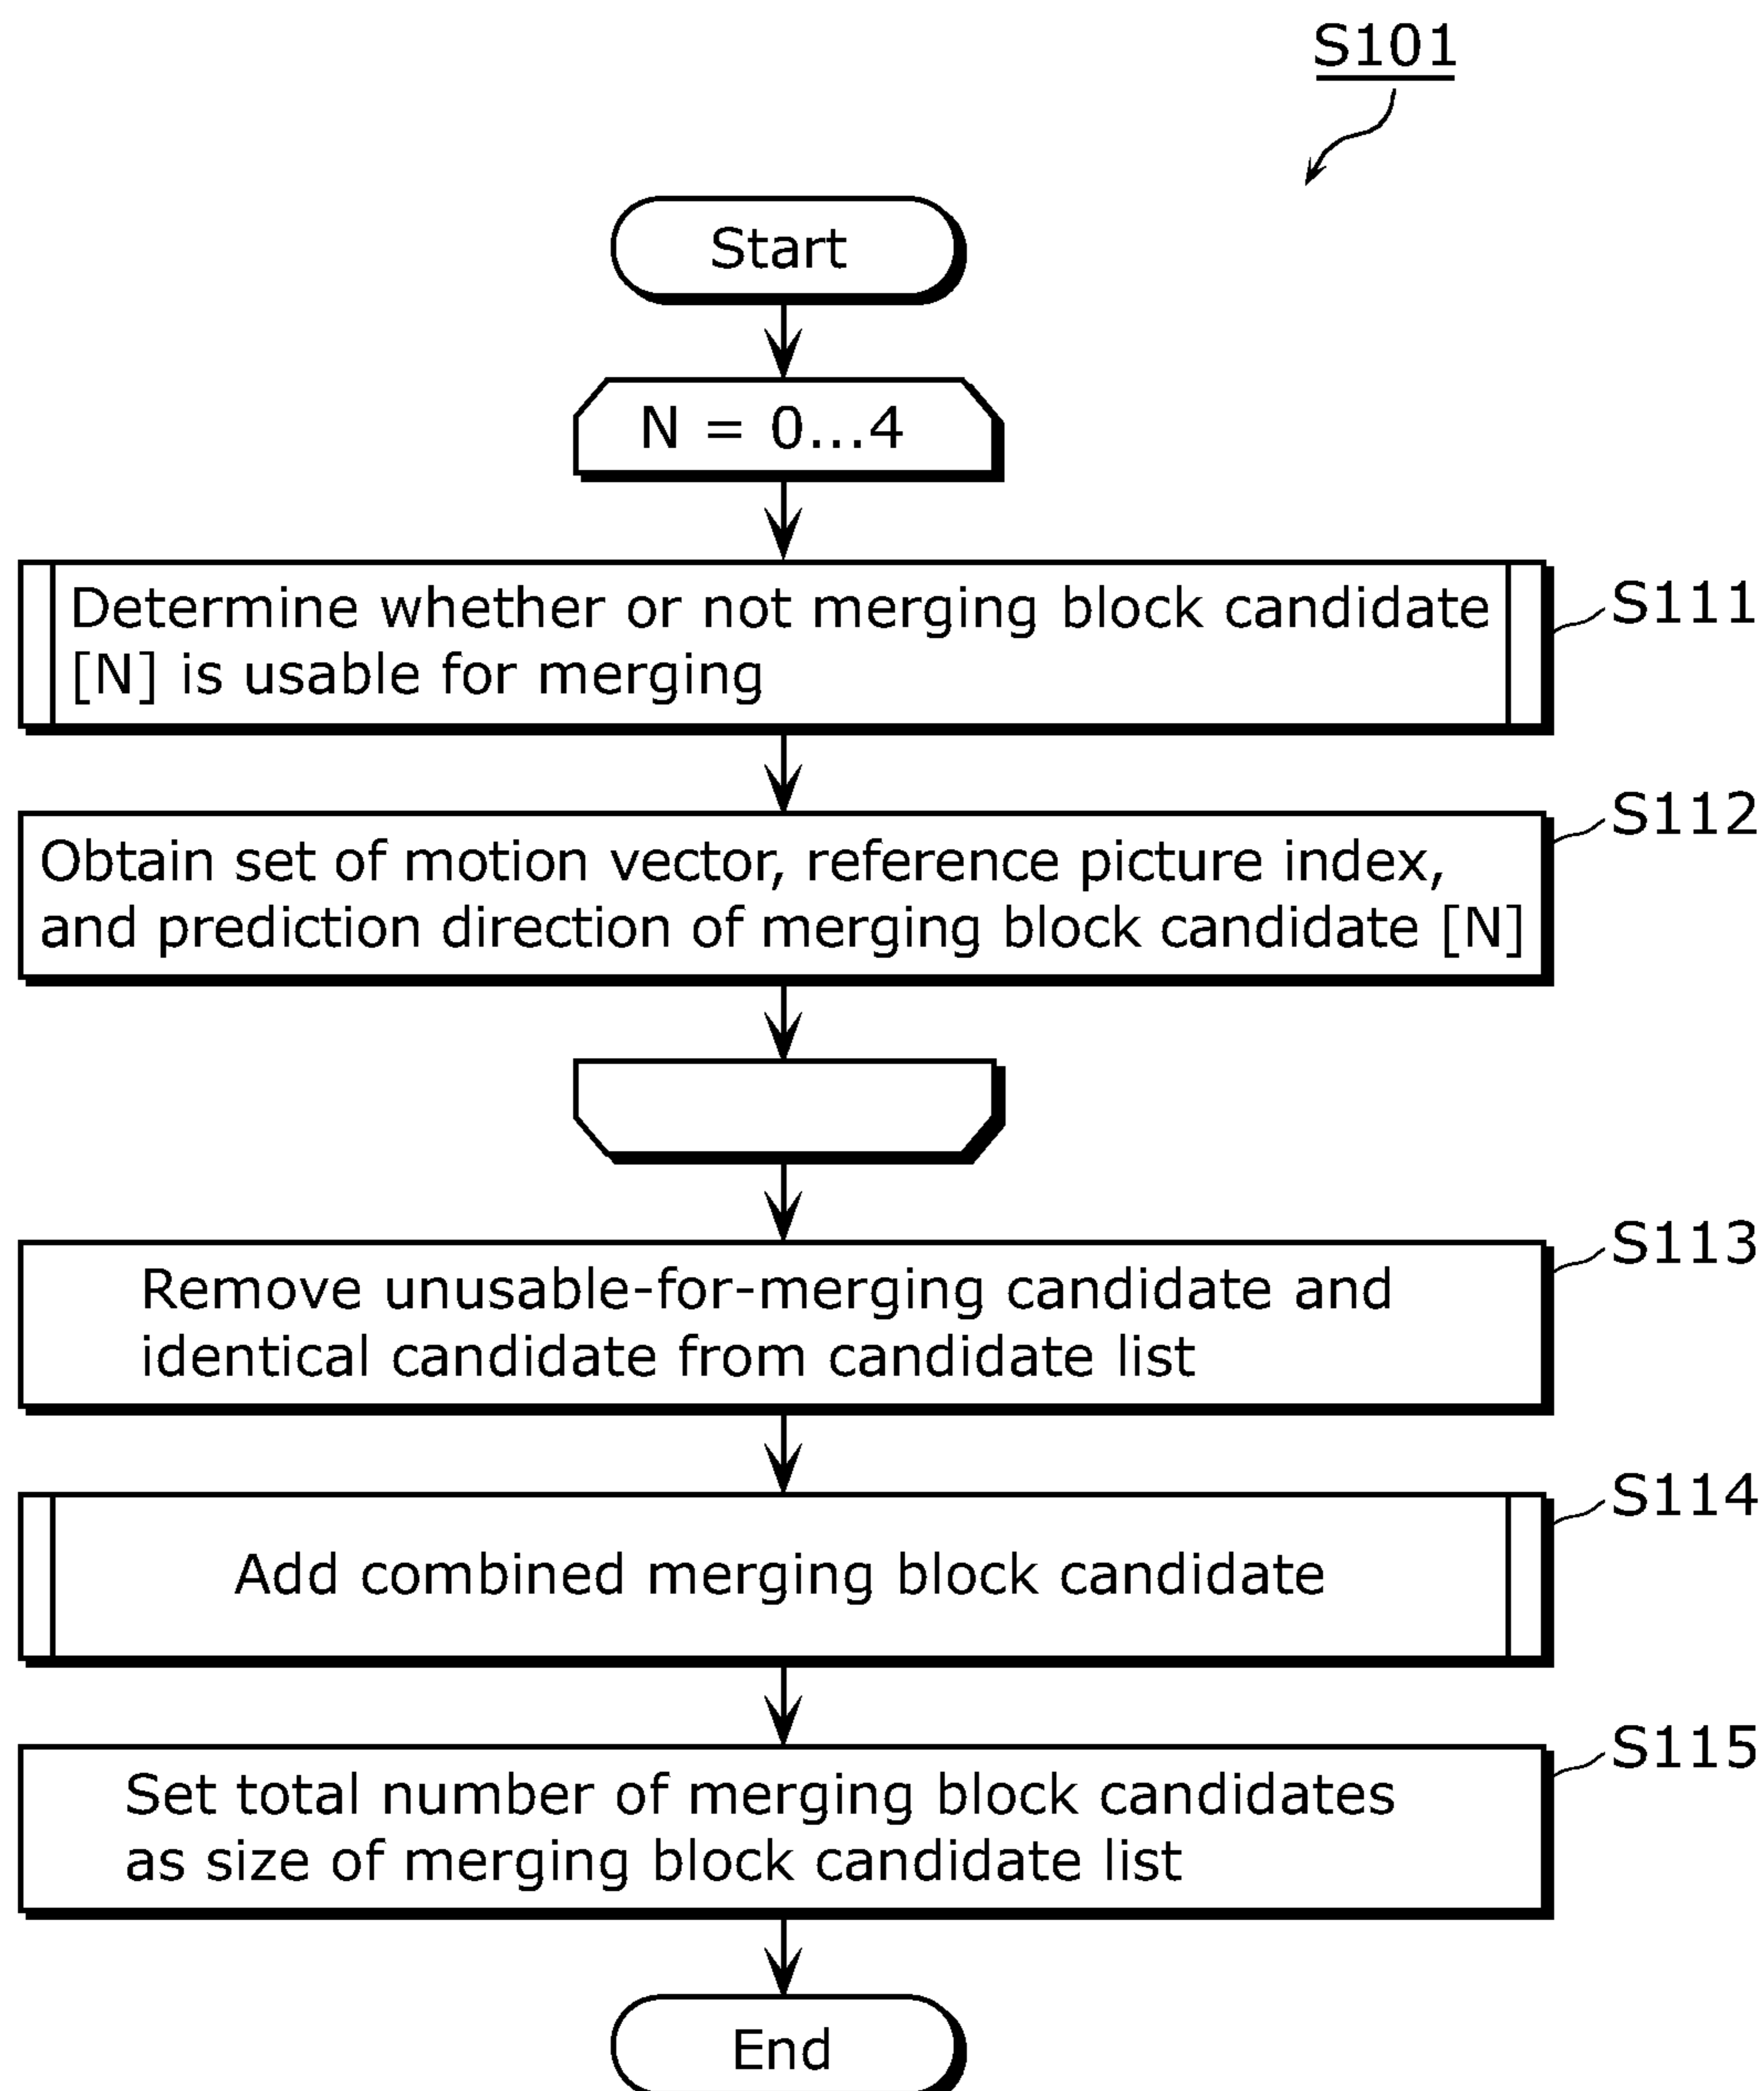 S101
Start
N = 0...4
Determine whether or not merging block candidate
[N] is usable for merging
S111
Obtain set of motion vector, reference picture index,
and prediction direction of merging block candidate [N]
S112
Remove unusable-for-merging candidate and
identical candidate from candidate list
S113
Add combined merging block candidate
S114
Set total number of merging block candidates
as size of merging block candidate list
S115
End